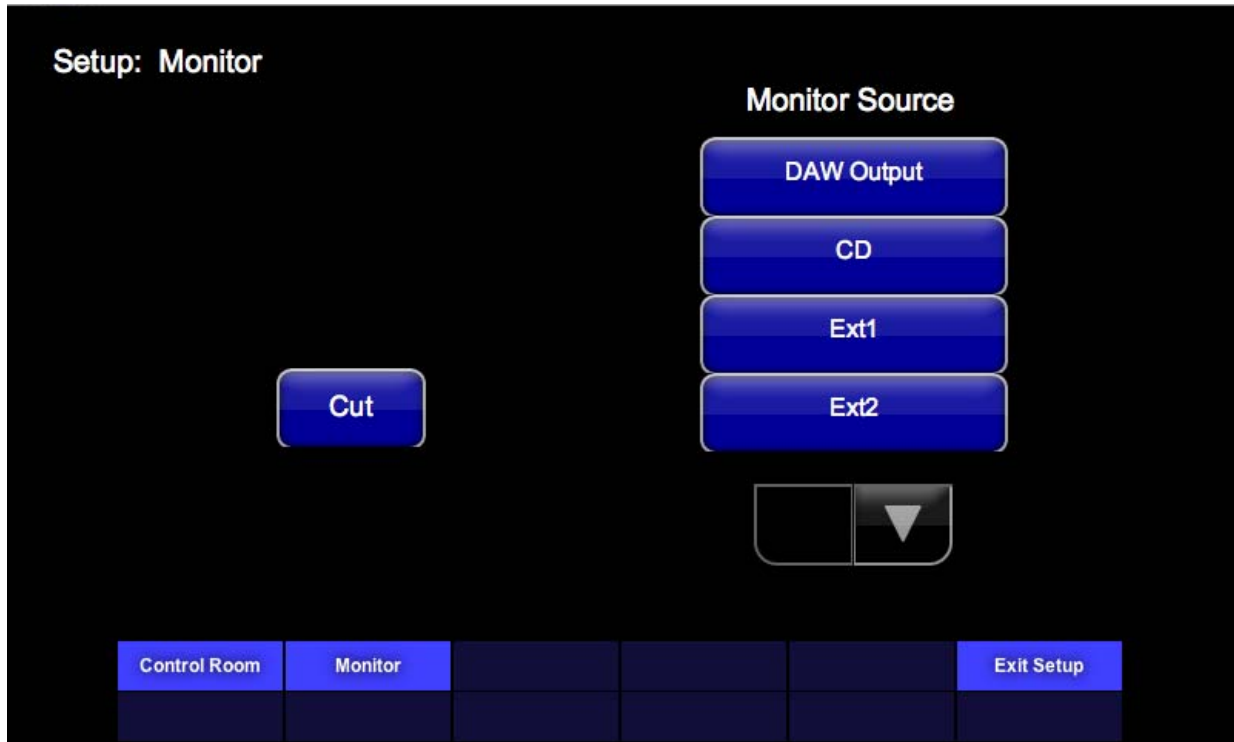 Setup: Monitor
Monitor Source
DAW Output
CD
Ext1
Ext2
Cut
Control Room
Monitor
Exit Setup